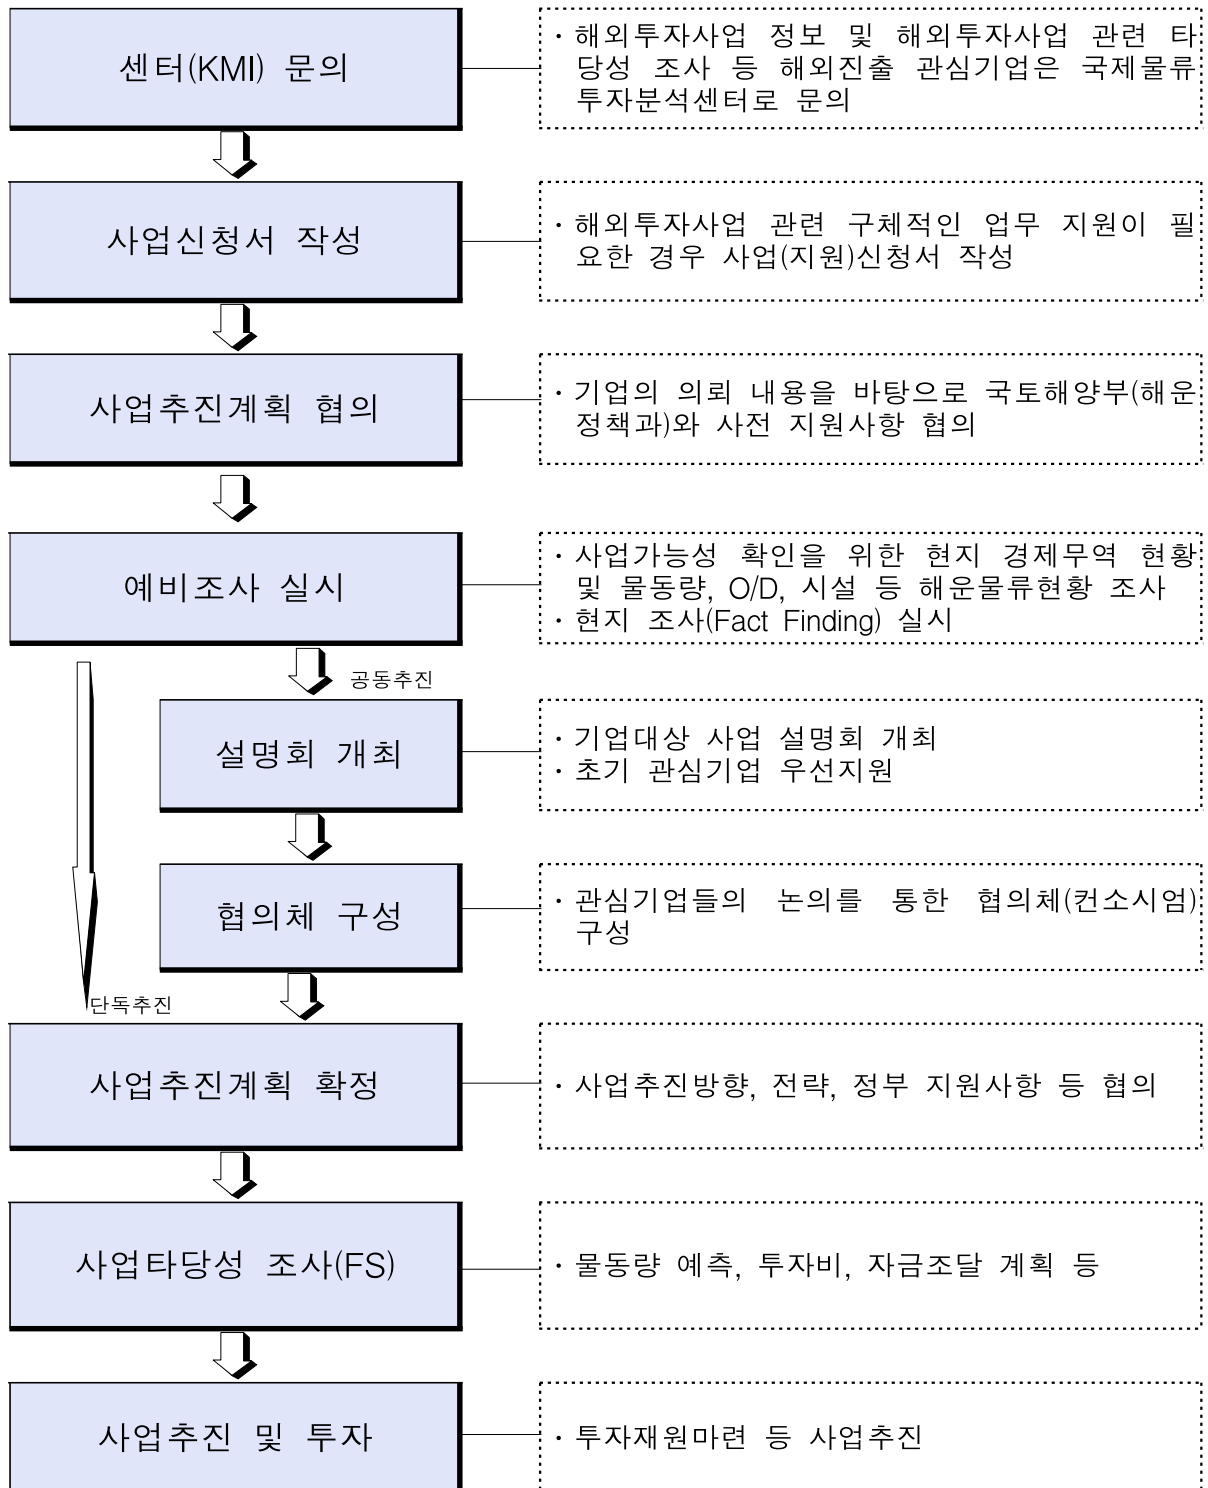 센터(KMI) 문의
· 해외투자사업 정보 및 해외투자사업 관련 타
당성 조사 등 해외진출 관심기업은 국제물류
투자분석센터로 문의
사업신청서 작성
· 해외투자사업 관련 구체적인 업무 지원이 필
요한 경우 사업(지원)신청서 작성
사업추진계획 협의
· 기업의 의뢰 내용을 바탕으로 국토해양부(해운
정책과)와 사전 지원사항 협의
예비조사 실시
· 사업가능성 확인을 위한 현지 경제무역 현황
및 물동량, O/D, 시설 등 해운물류현황 조사
· 현지 조사(Fact Finding) 실시
공동추진
설명회 개최
· 기업대상 사업 설명회 개최
· 초기 관심기업 우선지원
협의체 구성
· 관심기업들의 논의를 통한 협의체(컨소시엄)
구성
단독추진
사업추진계획 확정
· 사업추진방향, 전략, 정부 지원사항 등 협의
사업타당성 조사(FS)
· 물동량 예측, 투자비, 자금조달 계획 등
사업추진 및 투자
· 투자재원마련 등 사업추진